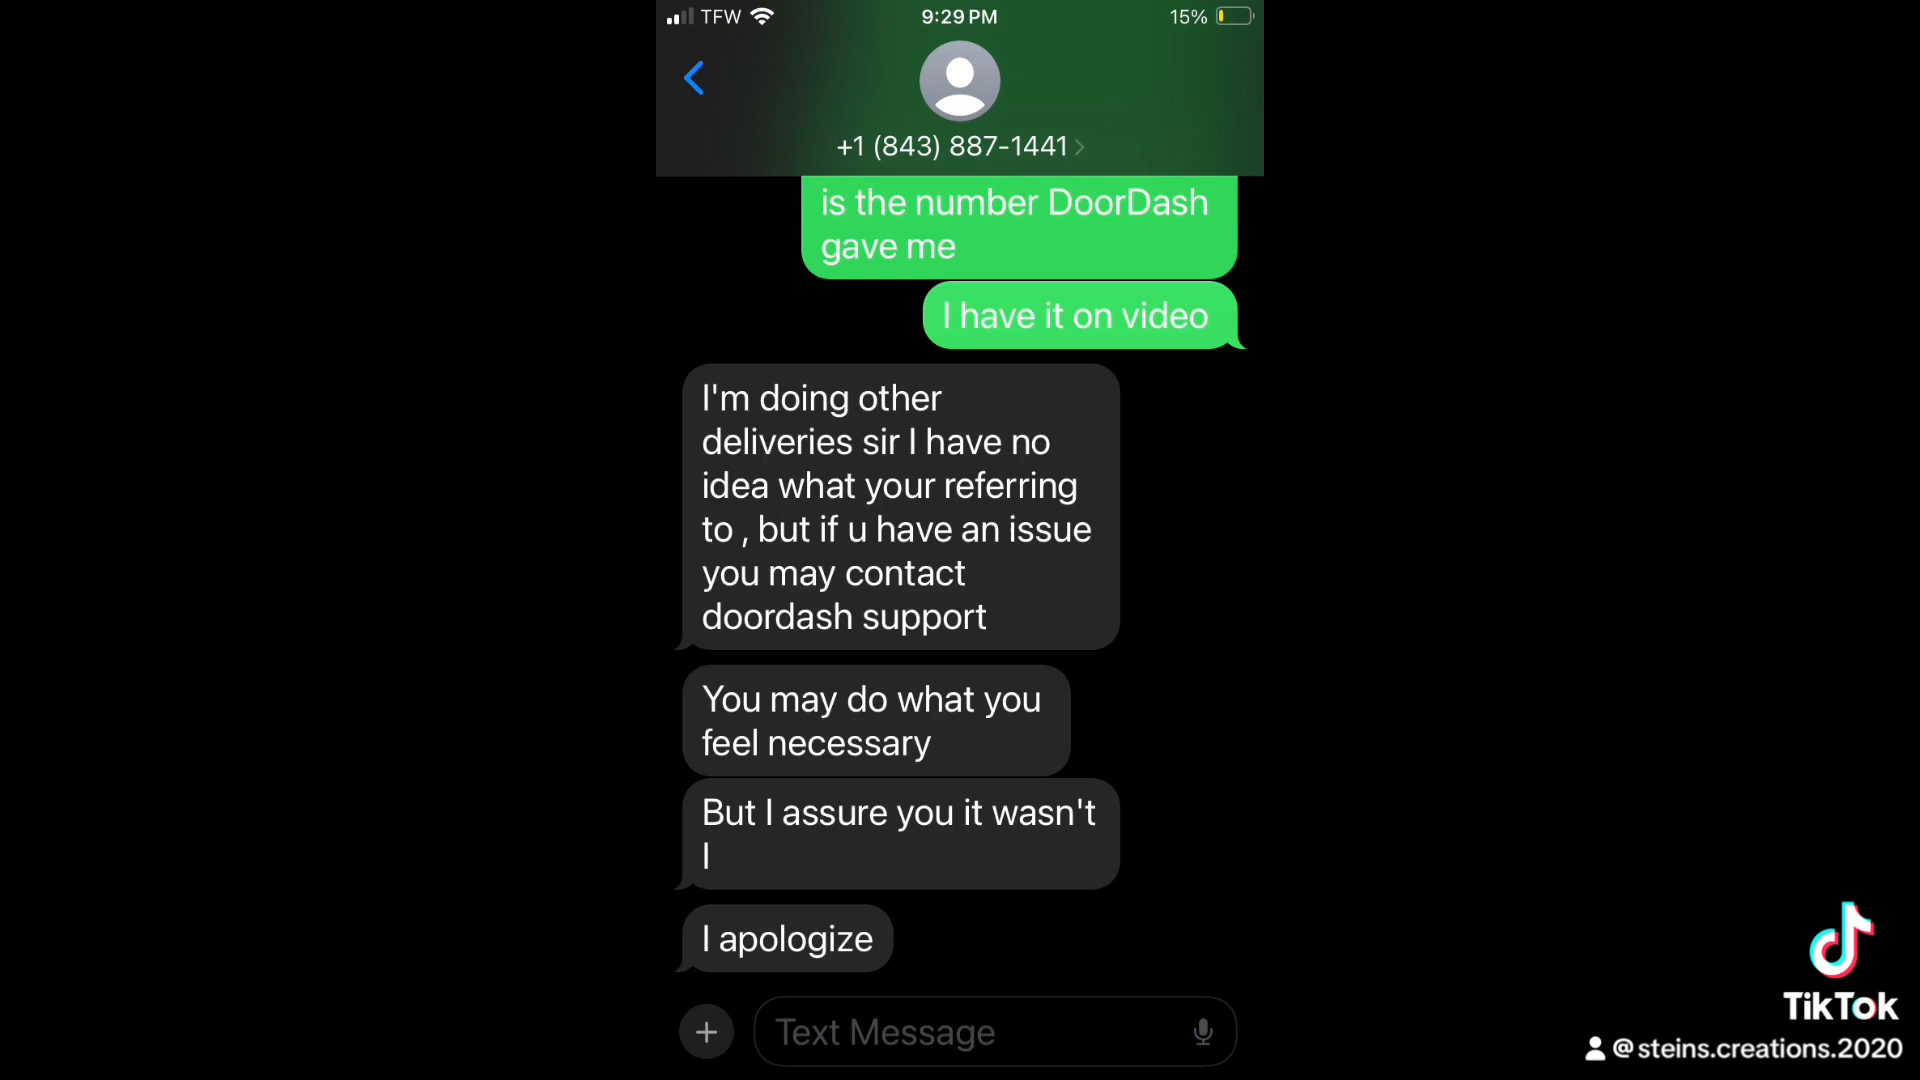 TFW
9:29 PM
15%
+1 (843) 887-1441
is the number DoorDash
gave me
I have it on video
I'm doing other
deliveries sir I have no
idea what your referring
to , but if u have an issue
you may contact
doordash support
You may do what you
feel necessary
But I assure you it wasn't
I
I apologize
Text Message
TikTok
@steins.creations.2020